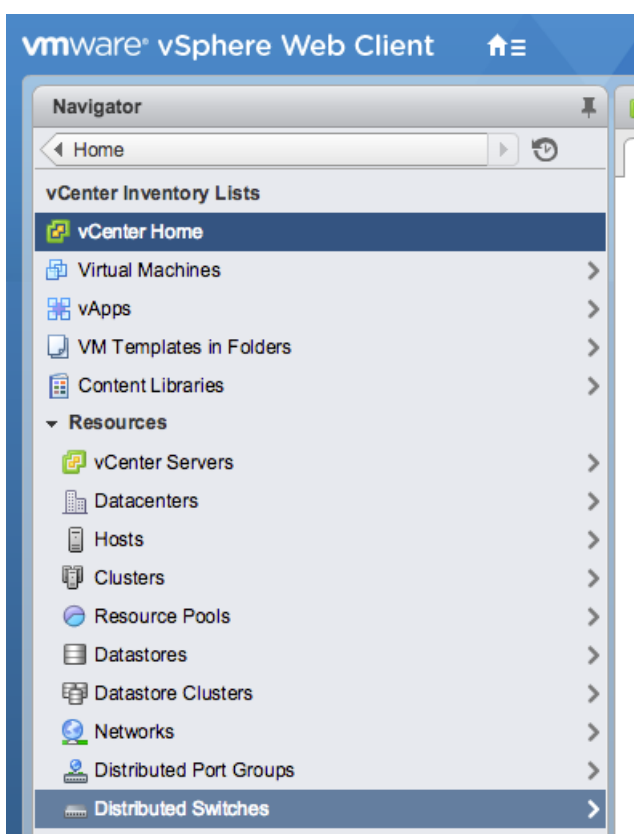 vmware® vSphere Web Client
Navigator
Home
vCenter Inventory Lists
vCenter Home
Virtual Machines
vApps
VM Templates in Folders
Content Libraries
Resources
vCenter Servers
Datacenters
Hosts
Clusters
Resource Pools
Datastores
Datastore Clusters
Networks
Distributed Port Groups
Distributed Switches